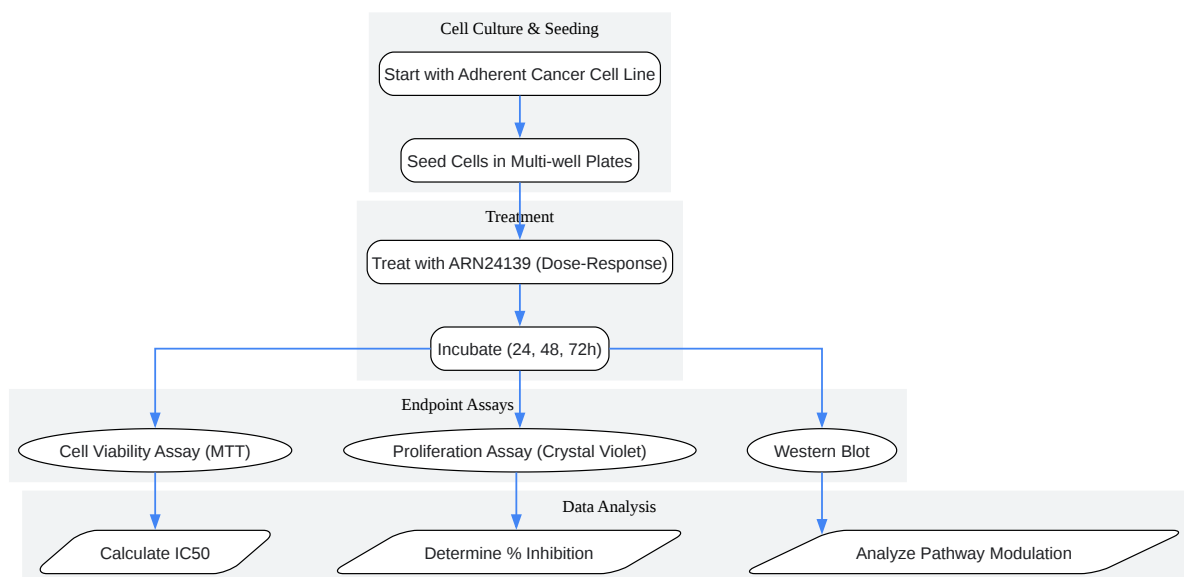 Cell Culture & Seeding
Start with Adherent Cancer Cell Line
Seed Cells in Multi-well Plates
Treatment
Treat with ARN24139 (Dose-Response)
Incubate (24, 48, 72h)
Endpoint Assays
Cell Viability Assay (MTT)
Proliferation Assay (Crystal Violet)
Western Blot
Data Analysis
Calculate IC50
Determine % Inhibition
Analyze Pathway Modulation